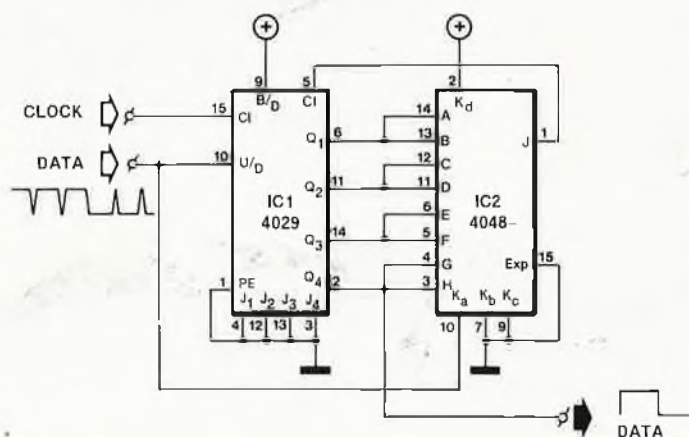 +
+
9
5
2
B/D
CI
Kd
CLOCK
15
CI
14
A
J
1
Q1
6
13
B
DATA
10
U/D
12
C
Q2
11
11
D
IC1
4029
IC2
4048
6
E
Q3
14
5
F
4
G
Exp
15
1
PE
Q4
2
3
H
J1
J2
J3
J4
Ka
Kb
Kc
4
12
13
3
10
7
9
DATA